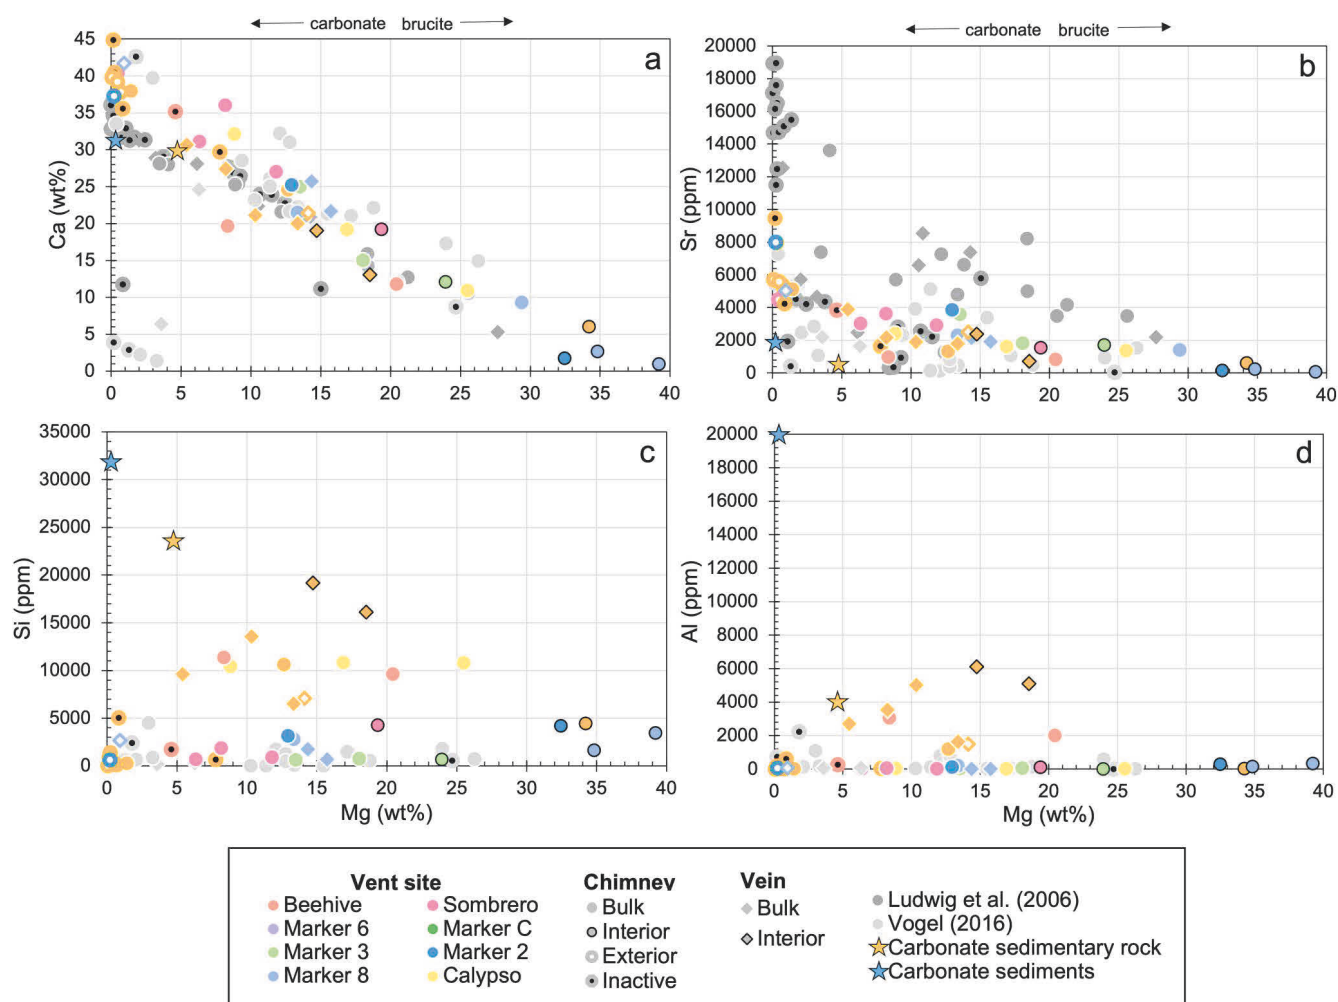 carbonate brucite
carbonate brucite
a
45
40
35
30
25
20
15
10
5
0
Ca (wt%)
0 5 10 15 20 25 30 35 40
b
20000
18000
16000
14000
12000
10000
8000
6000
4000
2000
0
Sr (ppm)
0 5 10 15 20 25 30 35 40
c
35000
30000
25000
20000
15000
10000
5000
0
Si (ppm)
0 5 10 15 20 25 30 35 40
Mg (wt%)
d
20000
18000
16000
14000
12000
10000
8000
6000
4000
2000
0
Al (ppm)
0 5 10 15 20 25 30 35 40
Mg (wt%)
Vent site
Beehive Sombrero
Marker 6 Marker C
Marker 3 Marker 2
Marker 8 Calypso
Chimney
Bulk
Interior
Exterior
Inactive
Vein
Bulk
Interior
Ludwig et al. (2006)
Vogel (2016)
Carbonate sedimentary rock
Carbonate sediments